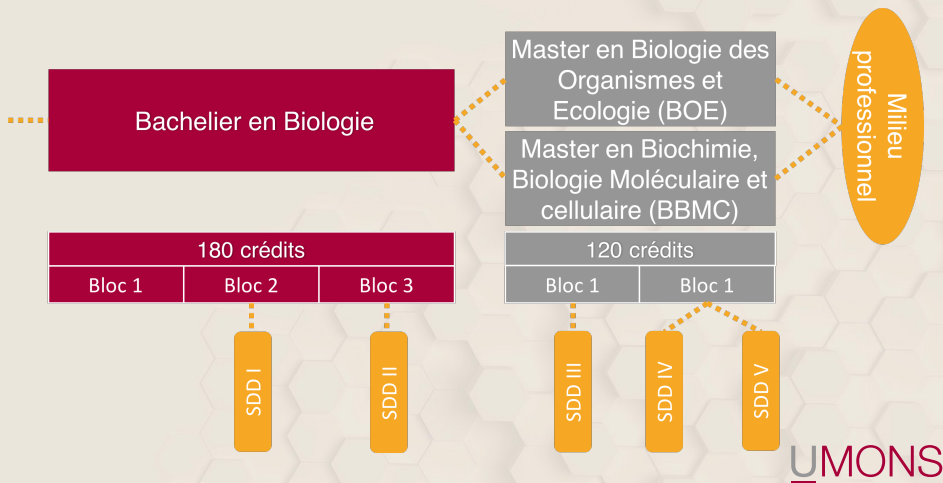 Bachelier en Biologie
Master en Biologie des
Organismes et
Ecologie (BOE)
Master en Biochimie,
Biologie Moléculaire et
cellulaire (BBMC)
Milieu
professionnel
180 crédits
Bloc 1
Bloc 2
Bloc 3
120 crédits
Bloc 1
Bloc 1
SDD I
SDD II
SDD III
SDD IV
SDD V
UMONS